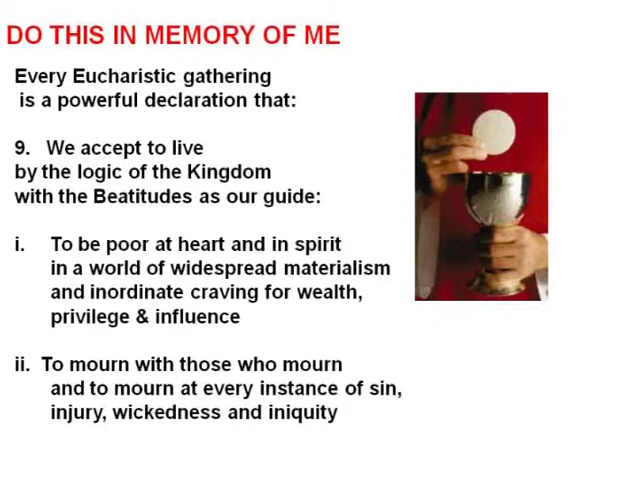 DO THIS IN MEMORY OF ME
Every Eucharistic gathering
is a powerful declaration that:
9. We accept to live
by the logic of the Kingdom
with the Beatitudes as our guide:
i. To be poor at heart and in spirit
in a world of widespread materialism
and inordinate craving for wealth,
privilege & influence
ii. To mourn with those who mourn
and to mourn at every instance of sin,
injury, wickedness and iniquity